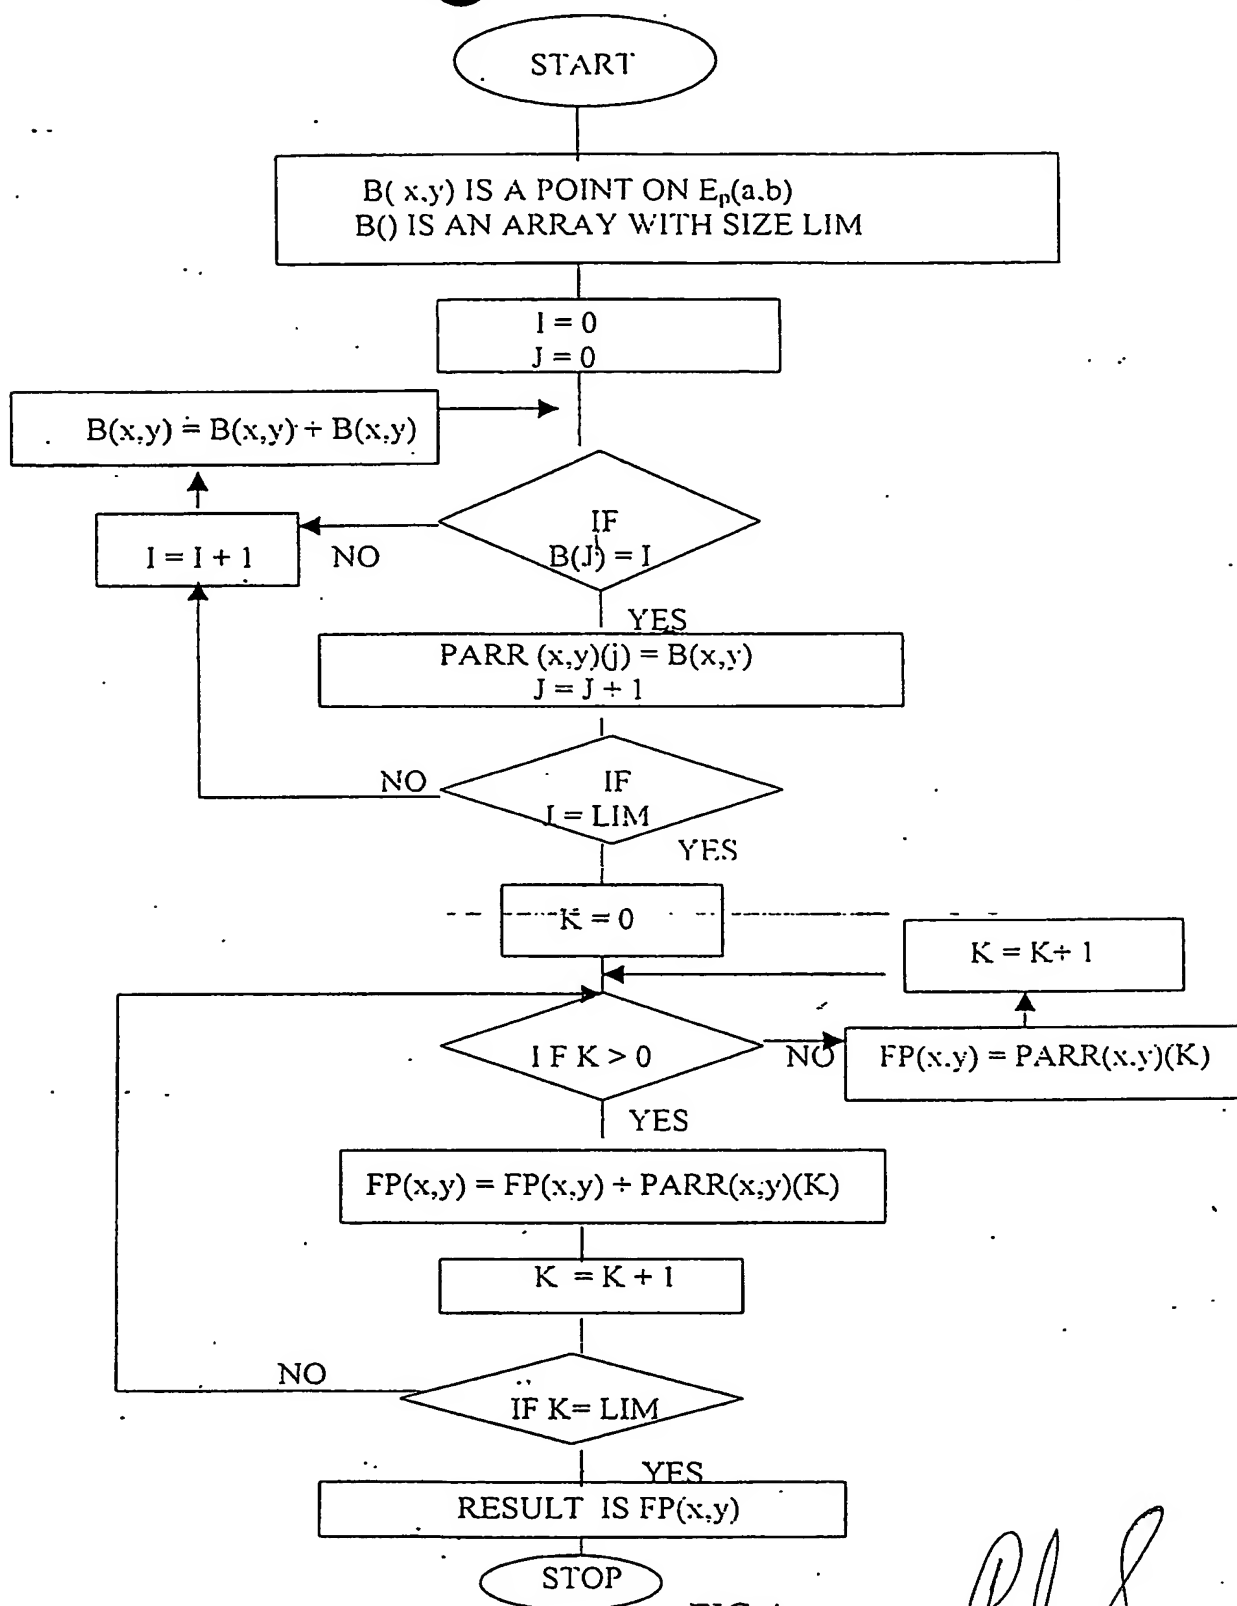 START
B( x,y) IS A POINT ON Eₚ(a,b)
B() IS AN ARRAY WITH SIZE LIM
I = 0
J = 0
B(x,y) = B(x,y) + B(x,y)
IF
B(J) = I
I = I + 1
NO
YES
PARR (x,y)(j) = B(x,y)
J = J + 1
NO
IF
J = LIM
YES
K = 0
K = K+ 1
I F K > 0
NO
FP(x,y) = PARR(x,y)(K)
YES
FP(x,y) = FP(x,y) + PARR(x,y)(K)
K = K + 1
NO
IF K= LIM
YES
RESULT IS FP(x,y)
STOP